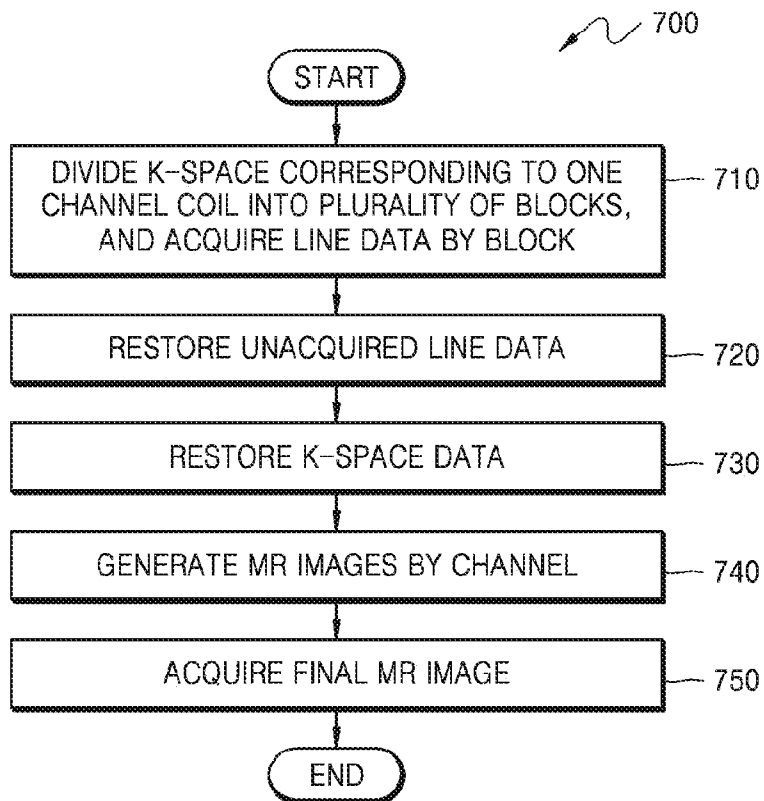 700
START
DIVIDE K-SPACE CORRESPONDING TO ONE
CHANNEL COIL INTO PLURALITY OF BLOCKS,
AND ACQUIRE LINE DATA BY BLOCK
710
RESTORE UNACQUIRED LINE DATA
720
RESTORE K-SPACE DATA
730
GENERATE MR IMAGES BY CHANNEL
740
ACQUIRE FINAL MR IMAGE
750
END